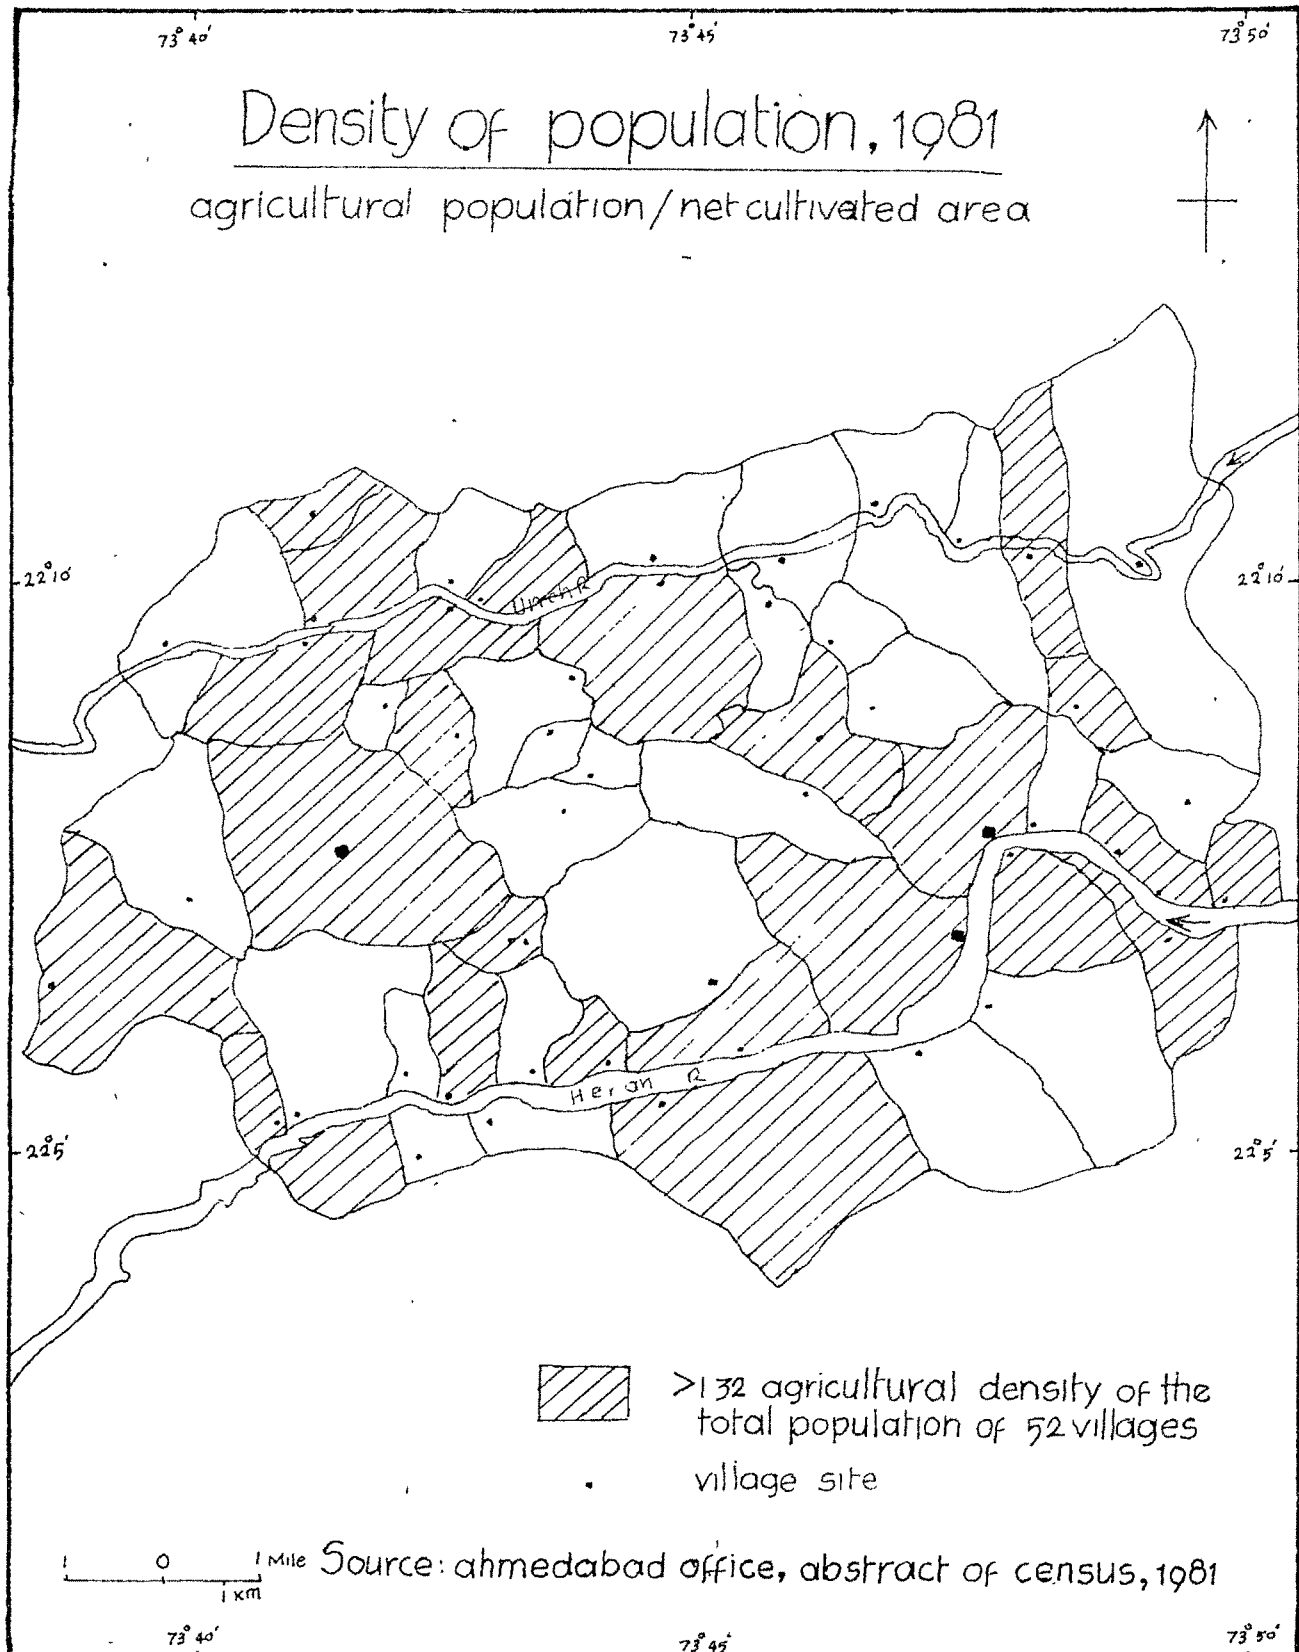 73°40' 73°45' 73°50'
Density of population, 1981
agricultural population/net cultivated area
22°10' 22°10'
Unch R
Heran R
22°5' 22°5'
>132 agricultural density of the
total population of 52 villages
village site
1 0 1 Mile
1 km
Source: ahmedabad office, abstract of census, 1981
73°40' 73°45' 73°50'